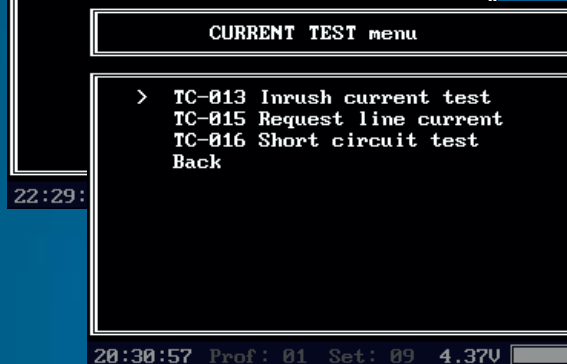 CURRENT TEST menu
> TC-013 Inrush current test
TC-015 Request line current
TC-016 Short circuit test
Back
22:29:
20:30:57 Prof: 01 Set: 09 4.37V